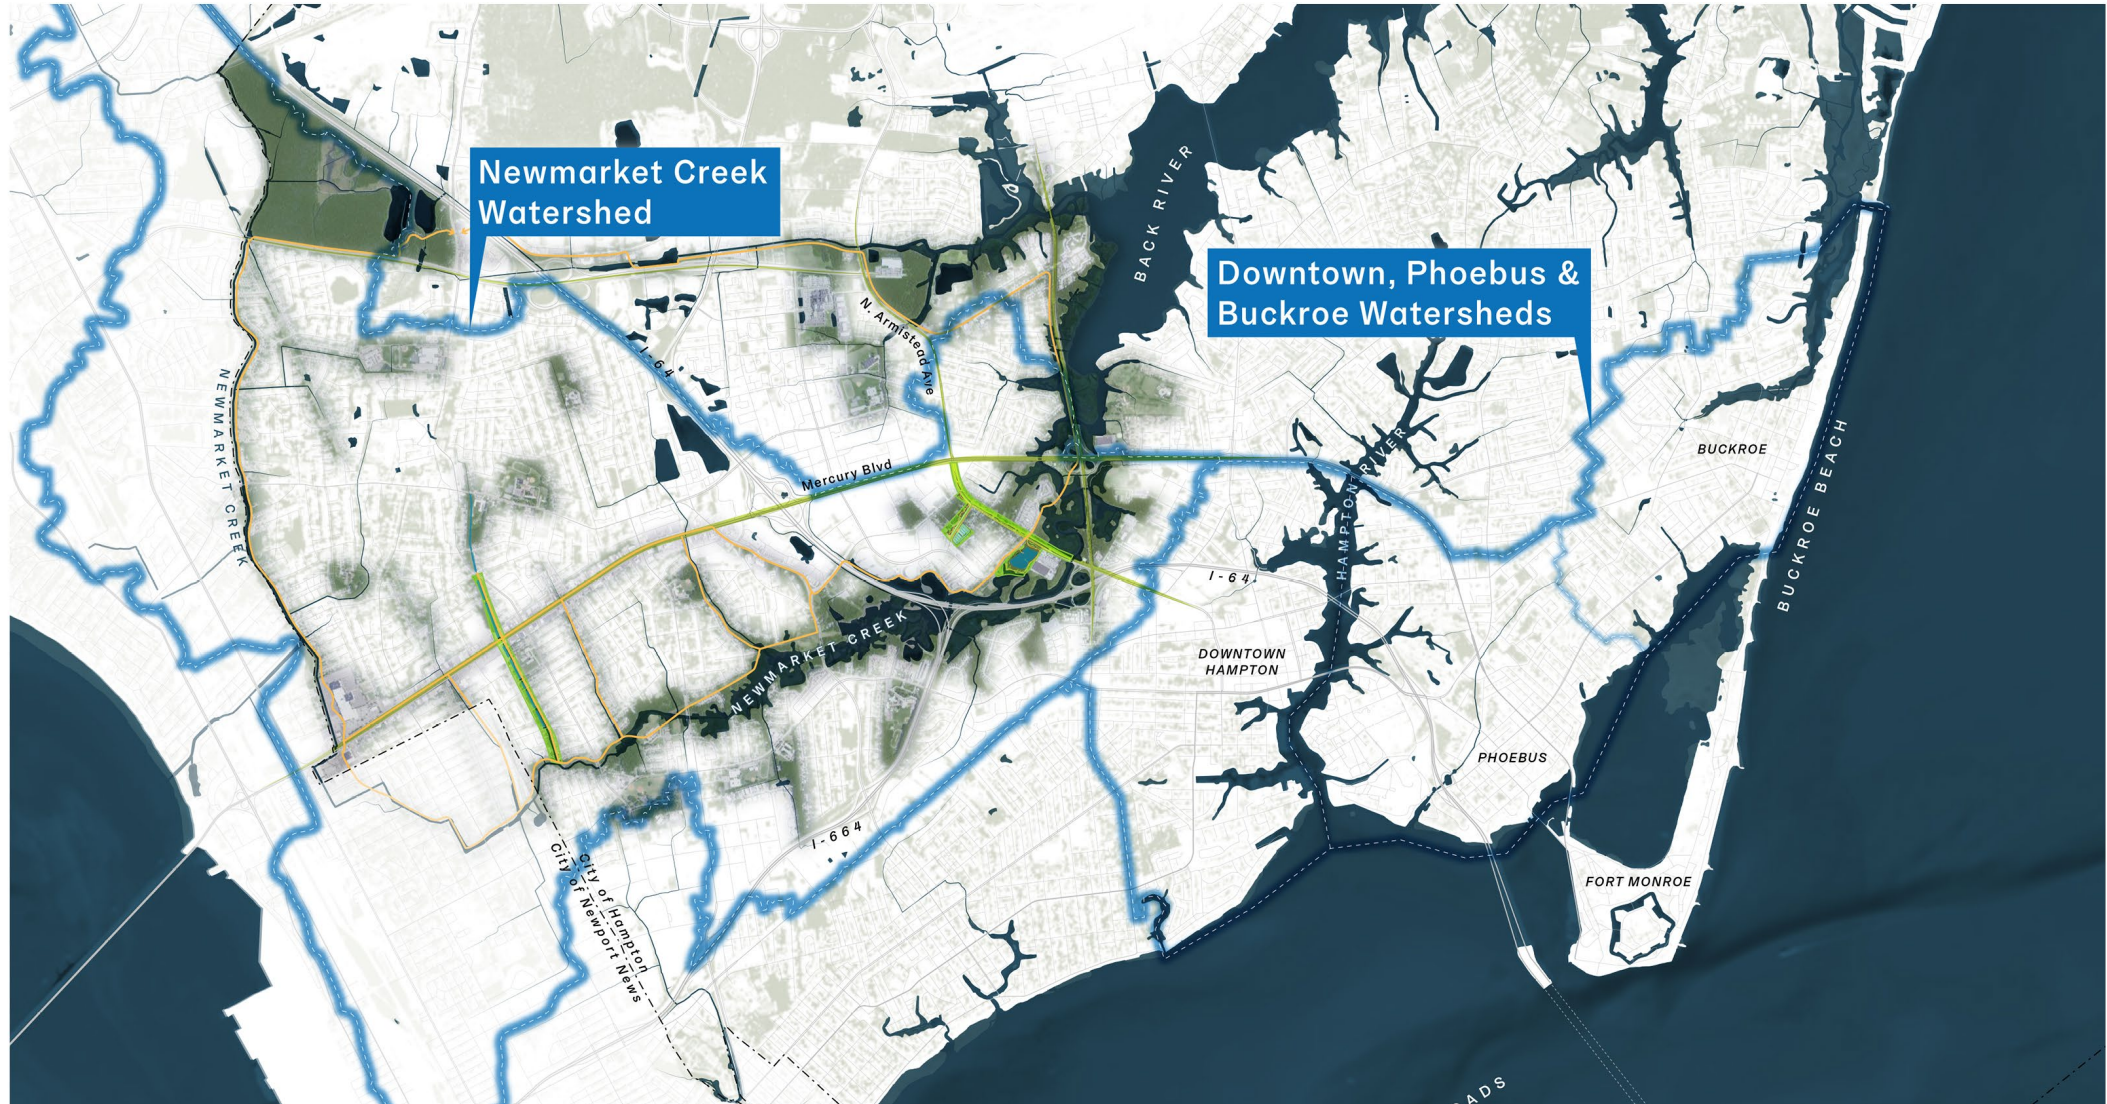 Newmarket Creek
Watershed
BACK RIVER
Downtown, Phoebus &
Buckroe Watersheds
N. Armistead Ave
I-64
NEWMARKET CREEK
Mercury Blvd
HAMPTON RIVER
BUCKROE
BUCKROE BEACH
I-64
NEWMARKET CREEK
DOWNTOWN
HAMPTON
PHOEBUS
I-664
City of Hampton
City of Newport News
FORT MONROE
ADS